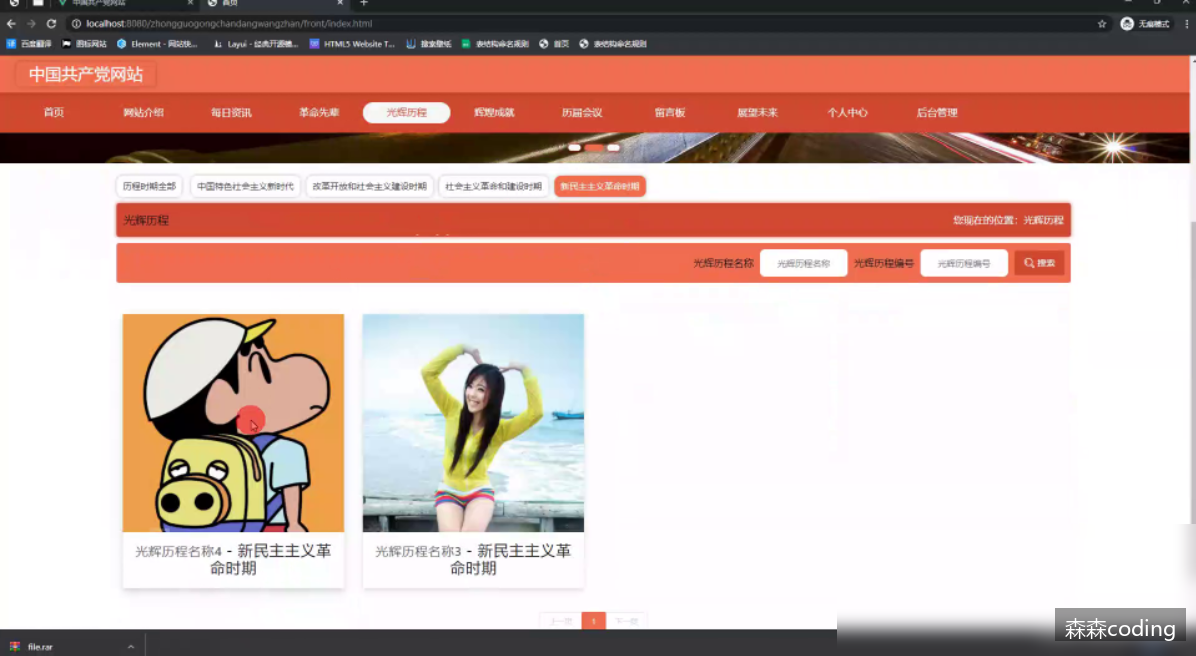 首页
localhost:8080/zhongguogongchandangwangzhan/front/index.html
无痕模式
百度翻译 图标网站 Element - 网站快... Layui - 经典开源模... HTML5 Website T... 搜索壁纸 表结构命名规则 首页 表结构命名规则
中国共产党网站
首页 网站介绍 每日资讯 革命先辈 光辉历程 辉煌成就 历届会议 留言板 展望未来 个人中心 后台管理
历程时期全部 中国特色社会主义新时代 改革开放和社会主义建设时期 社会主义革命和建设时期 新民主主义革命时期
光辉历程 您现在的位置：光辉历程
光辉历程名称 光辉历程名称 光辉历程编号 光辉历程编号 搜索
光辉历程名称4 - 新民主主义革
命时期
光辉历程名称3 - 新民主主义革
命时期
上一页 1 下一页
森森coding
file.rar